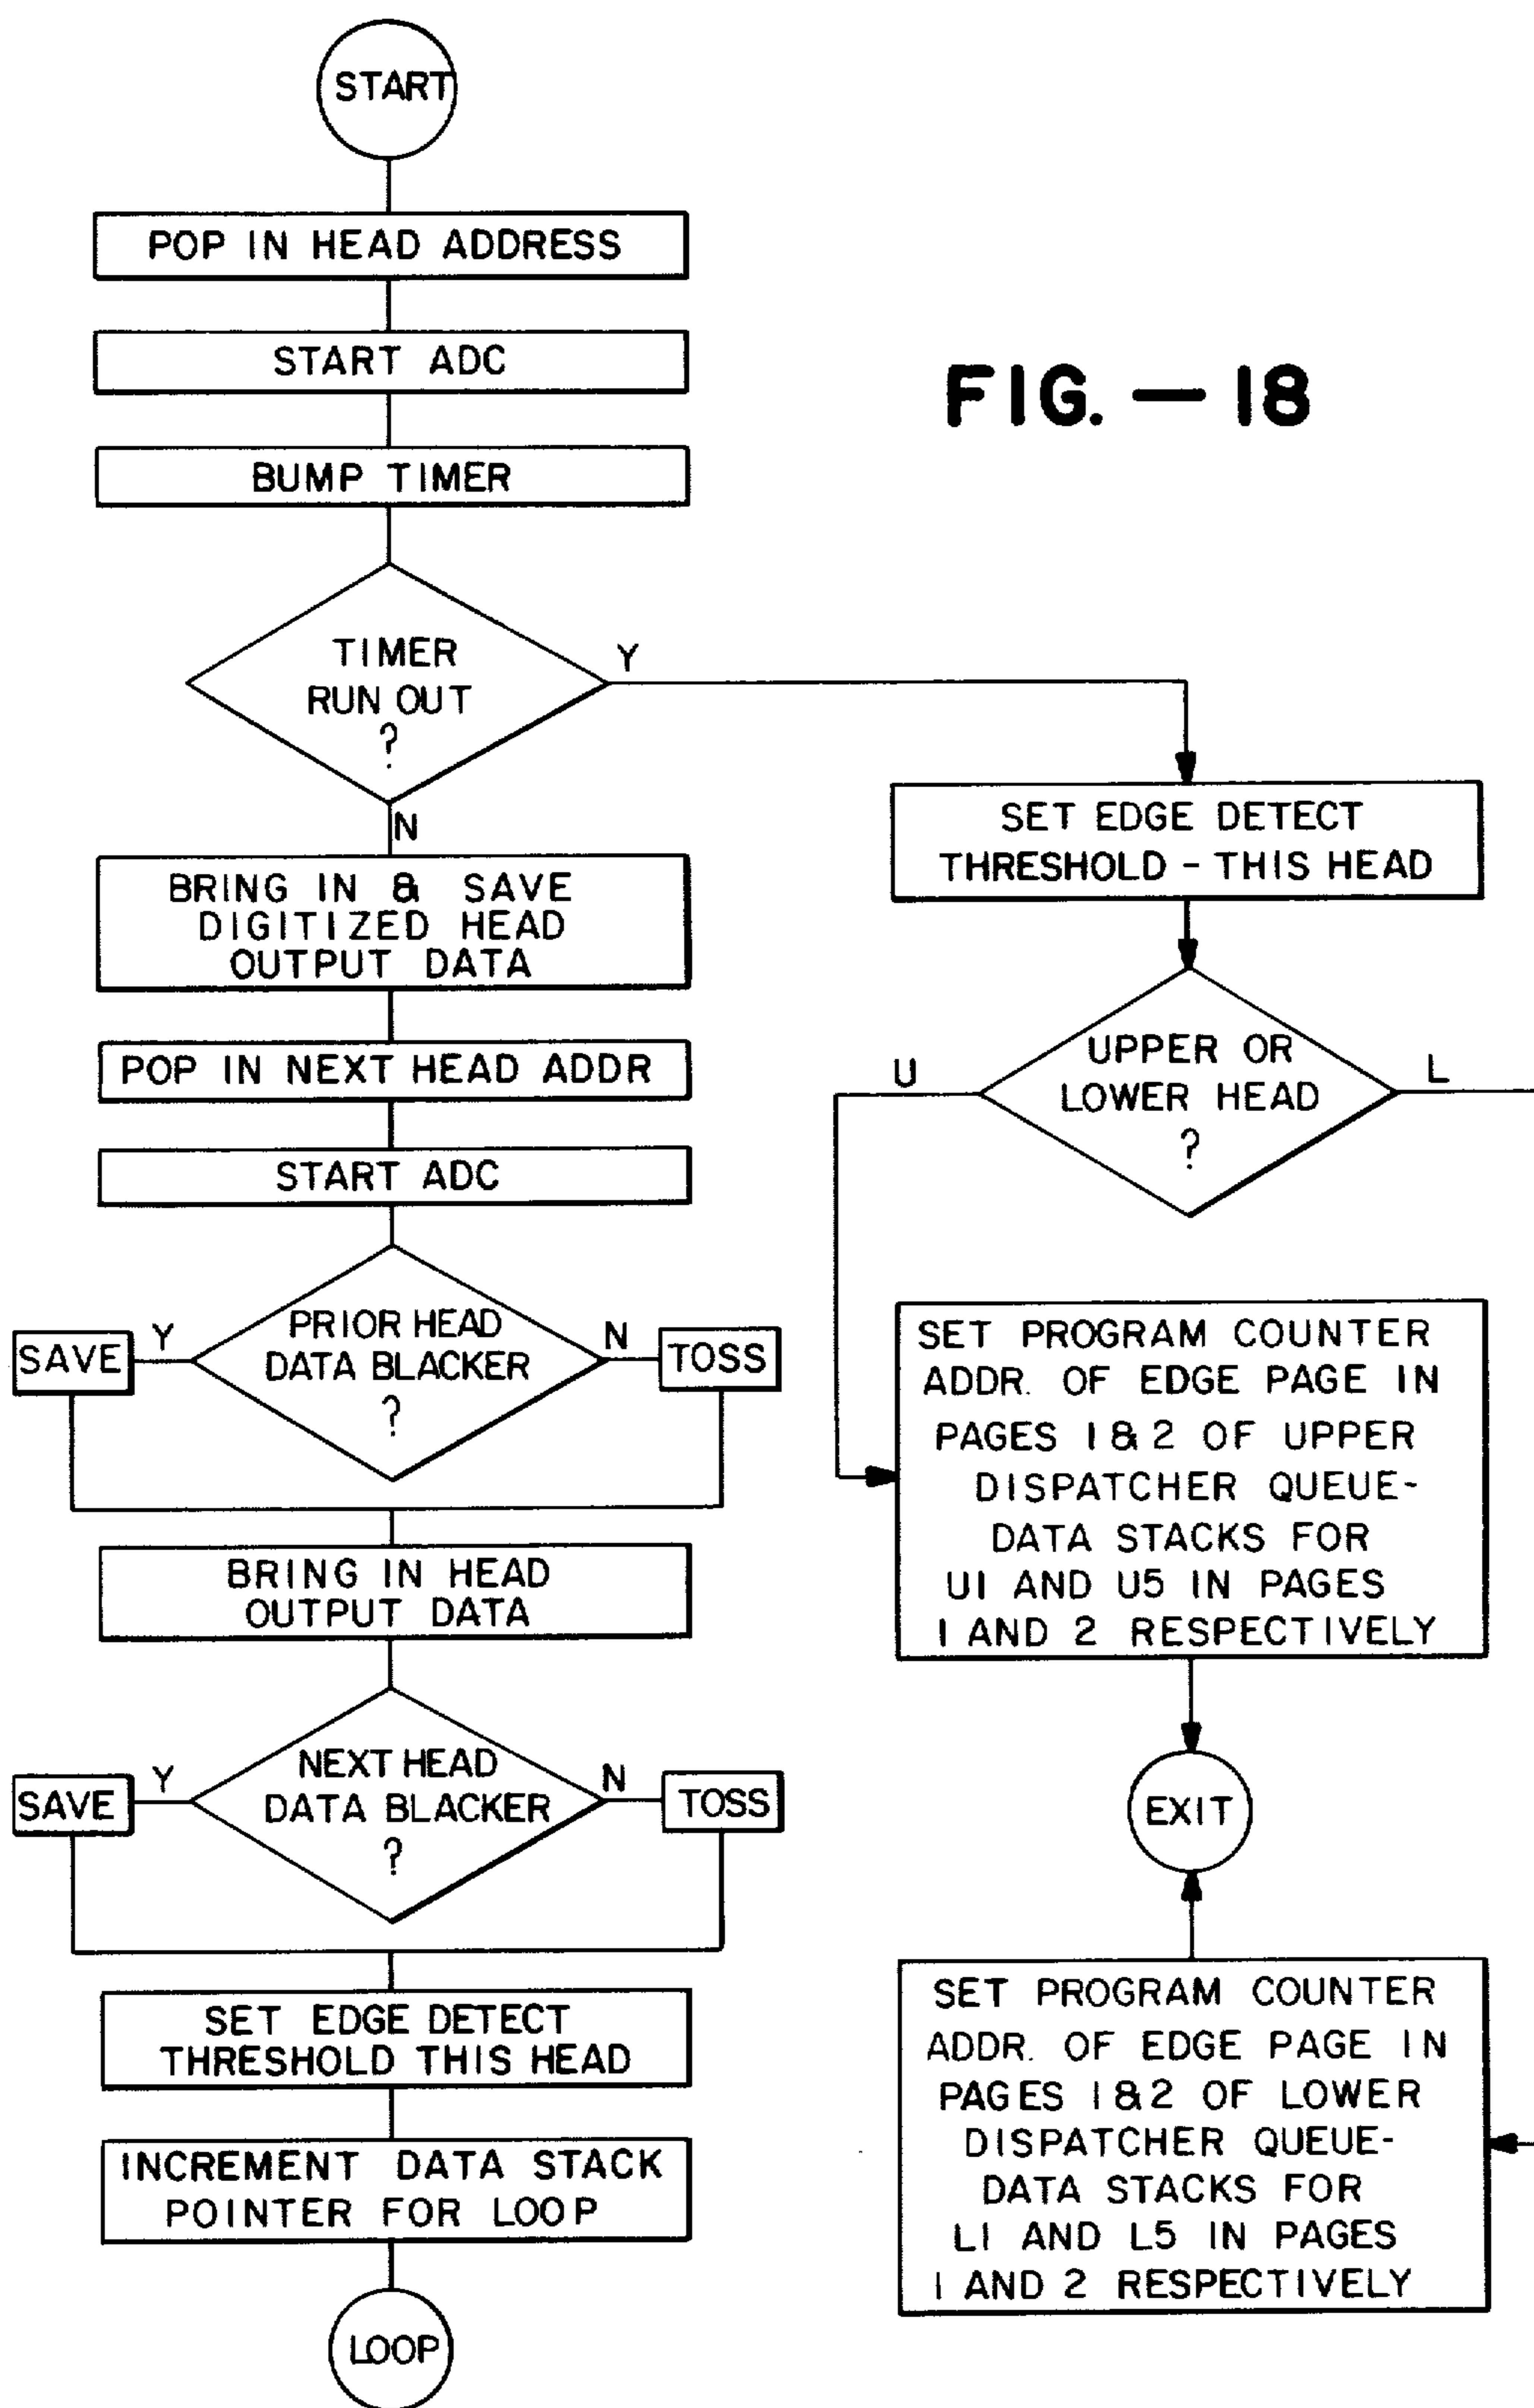 START
POP IN HEAD ADDRESS
START ADC
FIG. — 18
BUMP TIMER
TIMER
RUN OUT
?
Y
N
BRING IN & SAVE
DIGITIZED HEAD
OUTPUT DATA
POP IN NEXT HEAD ADDR
START ADC
PRIOR HEAD
DATA BLACKER
?
Y
SAVE
N
TOSS
BRING IN HEAD
OUTPUT DATA
NEXT HEAD
DATA BLACKER
?
Y
SAVE
N
TOSS
SET EDGE DETECT
THRESHOLD THIS HEAD
INCREMENT DATA STACK
POINTER FOR LOOP
LOOP
SET EDGE DETECT
THRESHOLD - THIS HEAD
UPPER OR
LOWER HEAD
?
U
L
SET PROGRAM COUNTER
ADDR. OF EDGE PAGE IN
PAGES 1 & 2 OF UPPER
DISPATCHER QUEUE-
DATA STACKS FOR
U1 AND U5 IN PAGES
1 AND 2 RESPECTIVELY
EXIT
SET PROGRAM COUNTER
ADDR. OF EDGE PAGE IN
PAGES 1 & 2 OF LOWER
DISPATCHER QUEUE-
DATA STACKS FOR
L1 AND L5 IN PAGES
1 AND 2 RESPECTIVELY